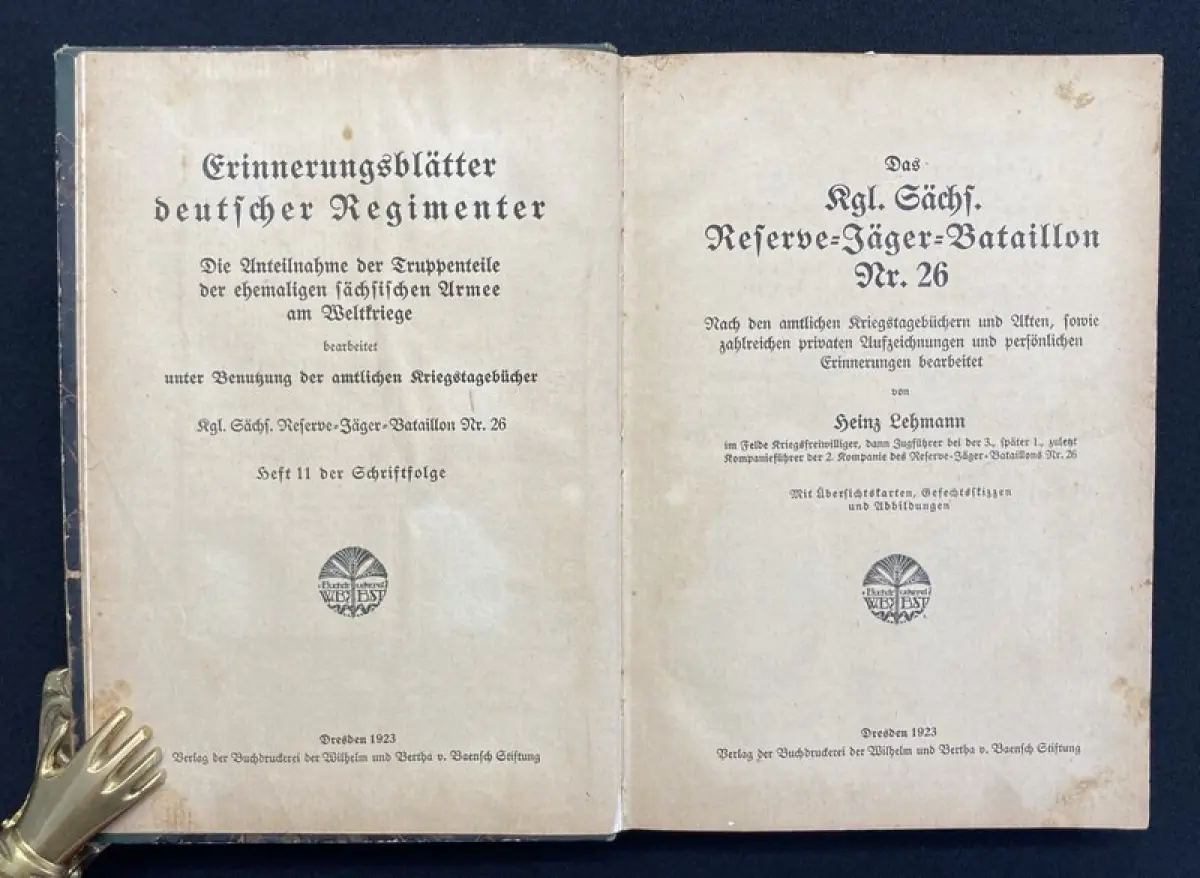 Erinnerungsblätter
deutscher Regimenter
Die Anteilnahme der Truppenteile
der ehemaligen sächsischen Armee
am Weltkriege
bearbeitet
unter Benutzung der amtlichen Kriegstagebücher
Kgl. Sächs. Reserve-Jäger-Bataillon Nr. 26
Heft 11 der Schriftfolge
Buchdruckerei
W.B.v.BST
Dresden 1923
Verlag der Buchdruckerei der Wilhelm und Bertha v. Baensch Stiftung
Das
Kgl. Sächs.
Reserve-Jäger-Bataillon
Nr. 26
Nach den amtlichen Kriegstagebüchern und Akten, sowie
zahlreichen privaten Aufzeichnungen und persönlichen
Erinnerungen bearbeitet
von
Heinz Lehmann
im Felde Kriegsfreiwilliger, dann Zugführer bei der 3., später 1., zuletzt
Kompanieführer der 2. Kompanie des Reserve-Jäger-Bataillons Nr. 26
Mit Übersichtskarten, Gefechtsskizzen
und Abbildungen
Buchdruckerei
W.B.v.BST
Dresden 1923
Verlag der Buchdruckerei der Wilhelm und Bertha v. Baensch Stiftung